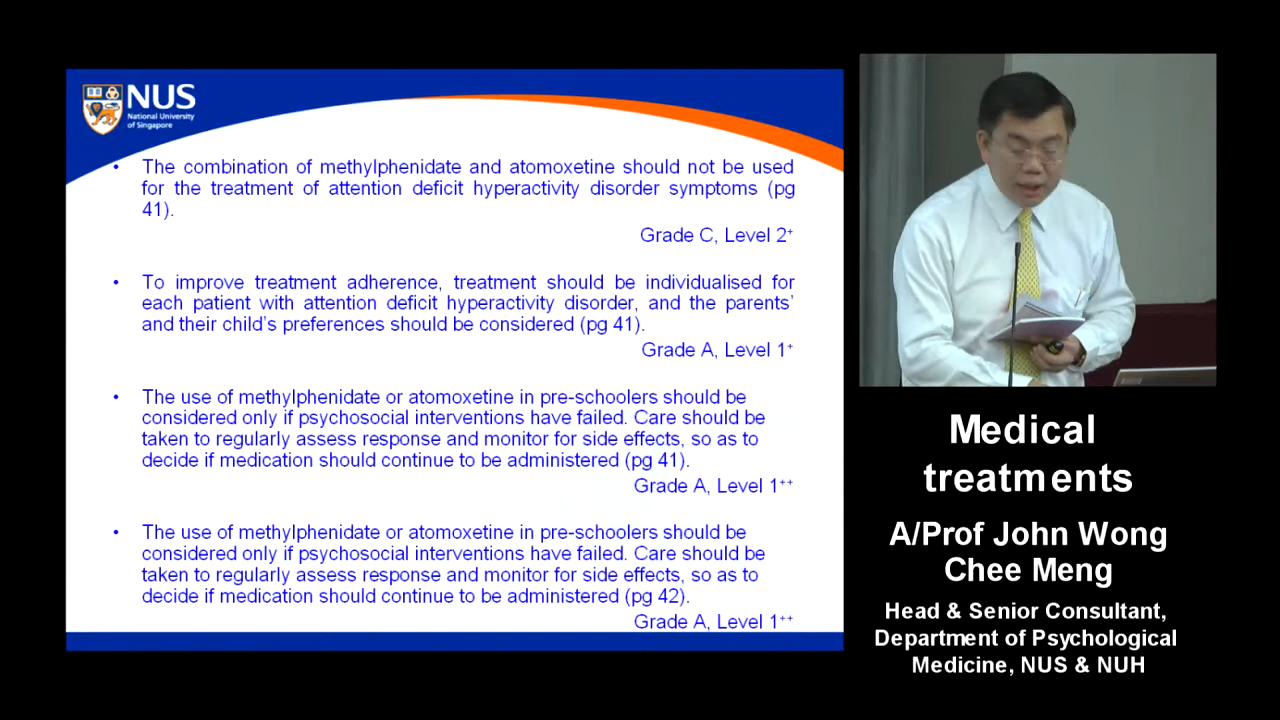 NUS
National University
of Singapore
• The combination of methylphenidate and atomoxetine should not be used
for the treatment of attention deficit hyperactivity disorder symptoms (pg
41).
Grade C, Level 2⁺
• To improve treatment adherence, treatment should be individualised for
each patient with attention deficit hyperactivity disorder, and the parents’
and their child’s preferences should be considered (pg 41).
Grade A, Level 1⁺
• The use of methylphenidate or atomoxetine in pre-schoolers should be
considered only if psychosocial interventions have failed. Care should be
taken to regularly assess response and monitor for side effects, so as to
decide if medication should continue to be administered (pg 41).
Grade A, Level 1⁺⁺
• The use of methylphenidate or atomoxetine in pre-schoolers should be
considered only if psychosocial interventions have failed. Care should be
taken to regularly assess response and monitor for side effects, so as to
decide if medication should continue to be administered (pg 42).
Grade A, Level 1⁺⁺
Medical
treatments
A/Prof John Wong
Chee Meng
Head & Senior Consultant,
Department of Psychological
Medicine, NUS & NUH